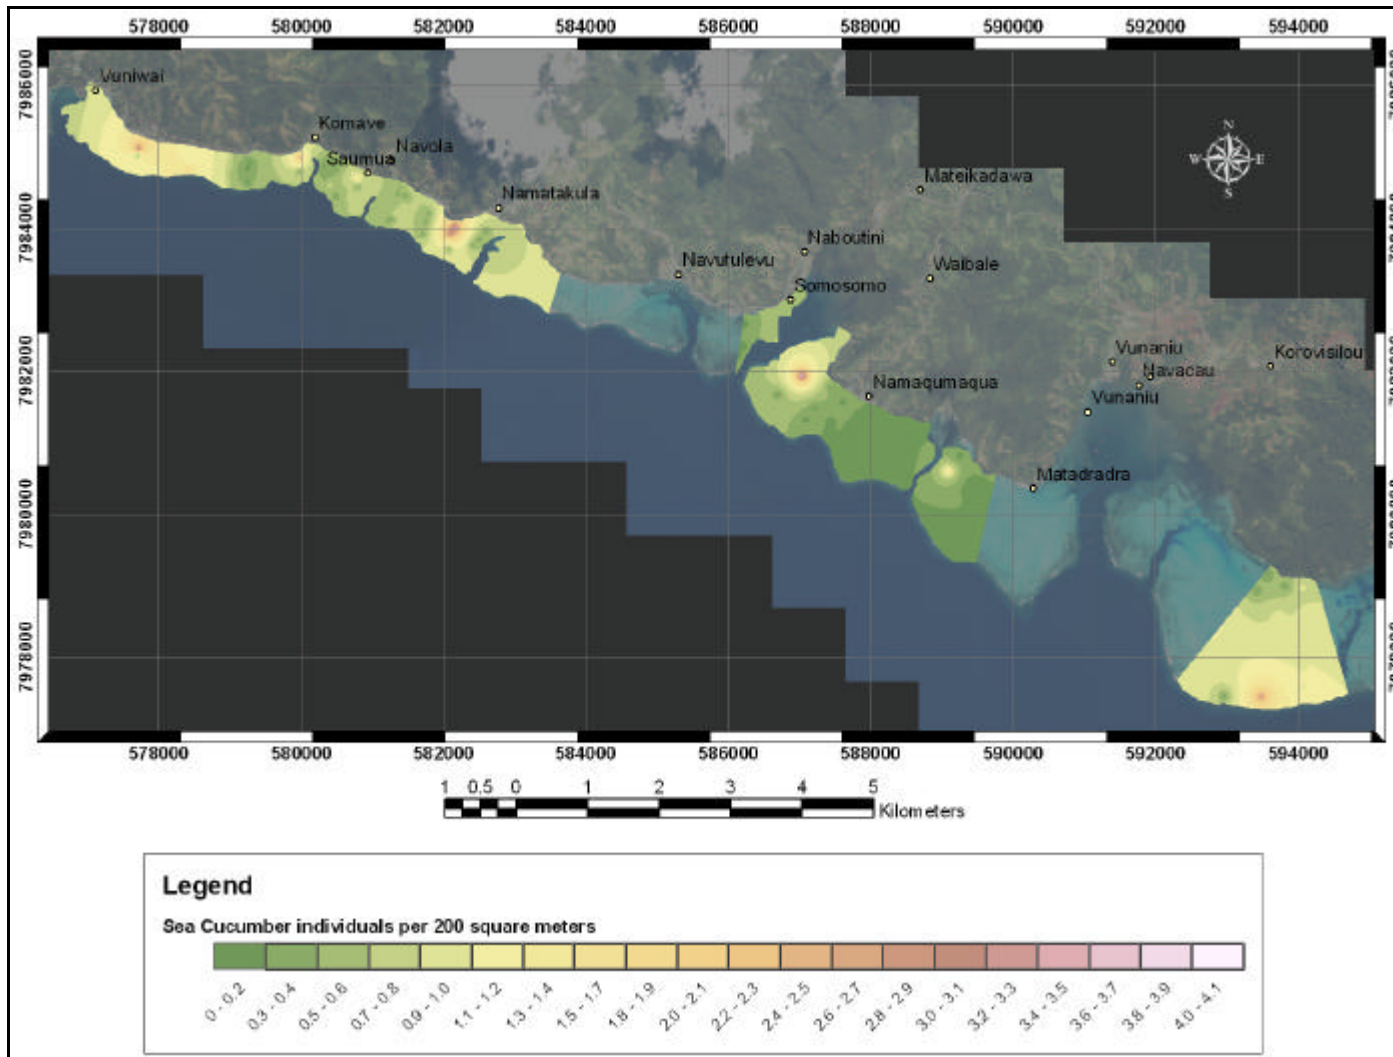 578000 580000 582000 584000 586000 588000 590000 592000 594000
7986000
7984000
7982000
7980000
7978000
Vuniwai
Komave
Navola
Saumua
Namatakula
Mateikadawa
Naboutini
Navutulevu
Waibale
Somosomo
Vunaniu
Korovisilou
Navacau
Namaqumaqua
Vunaniu
Matadradra
N
W E
S
578000 580000 582000 584000 586000 588000 590000 592000 594000
1 0.5 0 1 2 3 4 5
Kilometers
Legend
Sea Cucumber individuals per 200 square meters
0 - 0.2 0.3 - 0.4 0.5 - 0.6 0.7 - 0.8 0.9 - 1.0 1.1 - 1.2 1.3 - 1.4 1.5 - 1.7 1.8 - 1.9 2.0 - 2.1 2.2 - 2.3 2.4 - 2.5 2.6 - 2.7 2.8 - 2.9 3.0 - 3.1 3.2 - 3.3 3.4 - 3.5 3.6 - 3.7 3.8 - 3.9 4.0 - 4.1